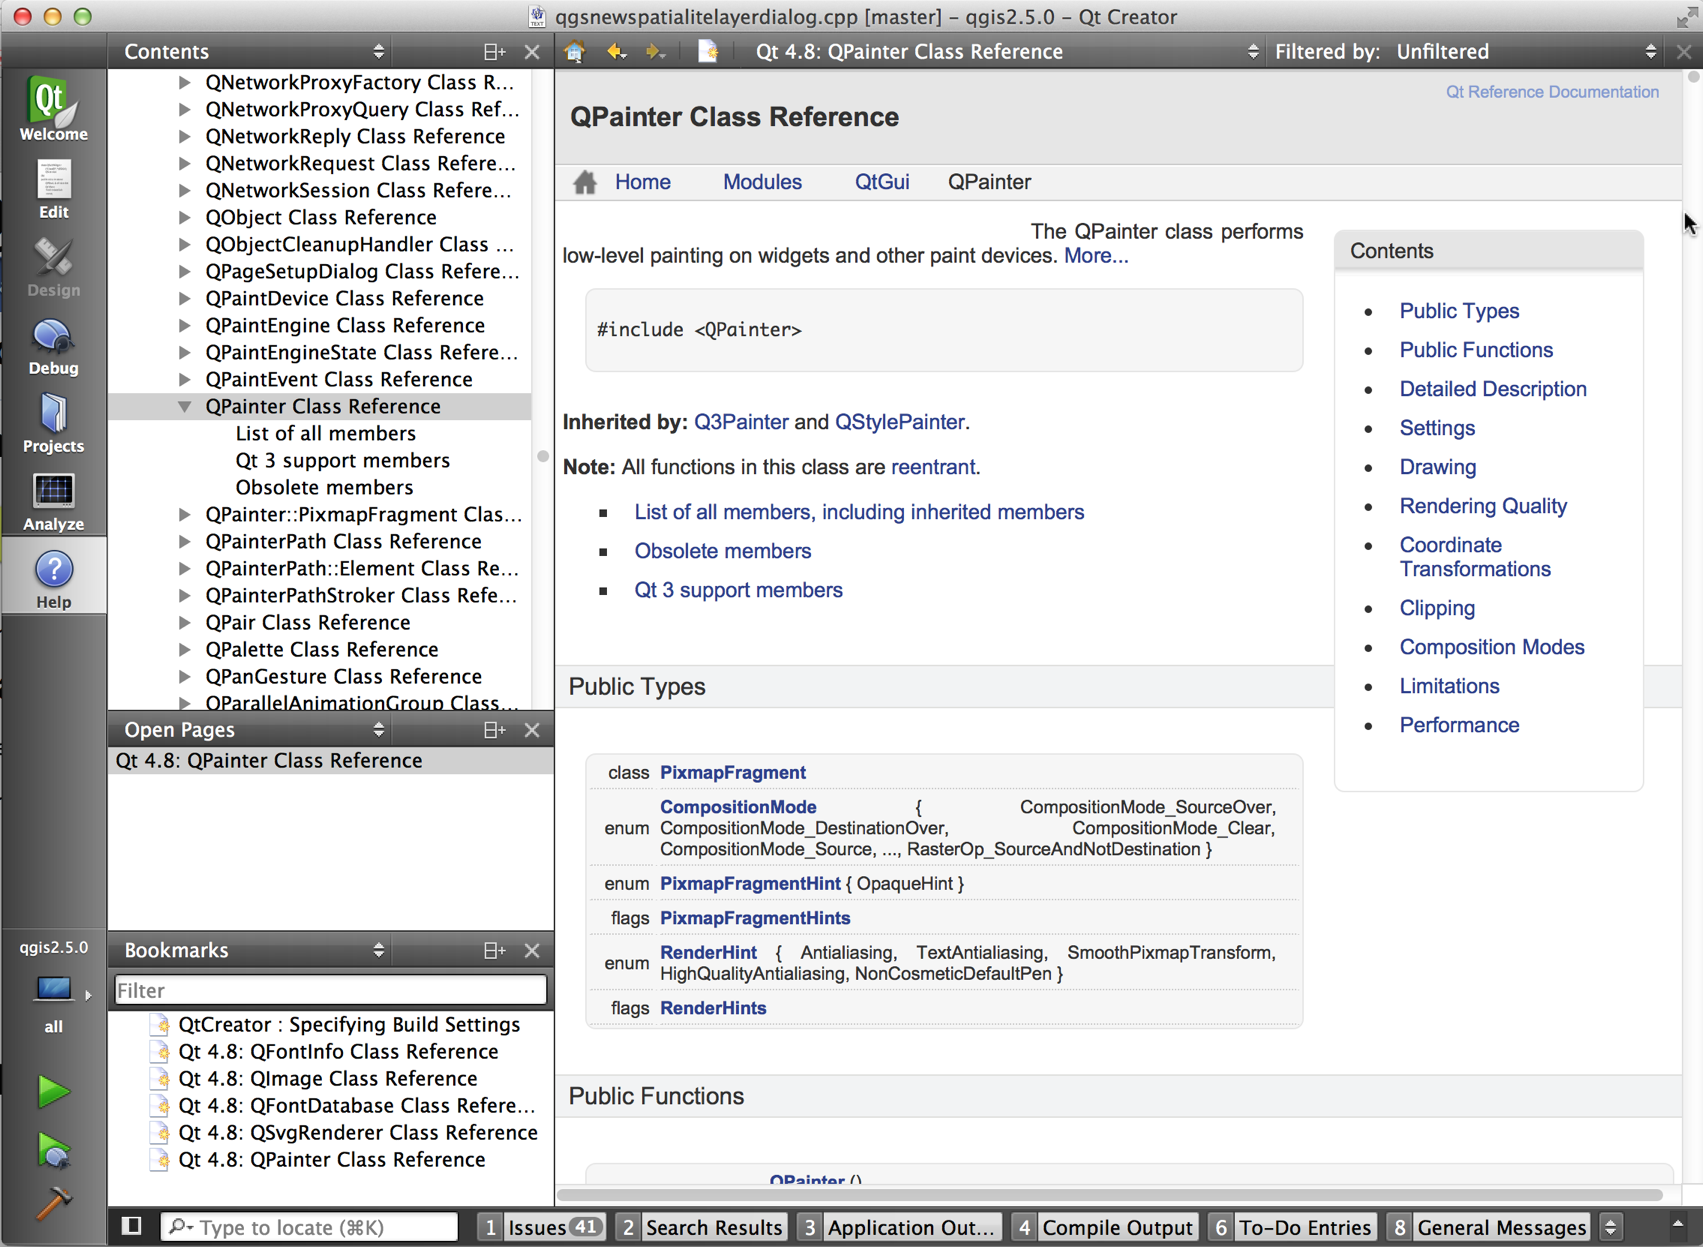 qgsnewspatialitelayerdialog.cpp [master] – qgis2.5.0 – Qt Creator
Contents
Qt 4.8: QPainter Class Reference
Filtered by: Unfiltered
Qt
Welcome
Edit
Design
Debug
Projects
Analyze
Help
QNetworkProxyFactory Class R...
QNetworkProxyQuery Class Ref...
QNetworkReply Class Reference
QNetworkRequest Class Refere...
QNetworkSession Class Refere...
QObject Class Reference
QObjectCleanupHandler Class ...
QPageSetupDialog Class Refere...
QPaintDevice Class Reference
QPaintEngine Class Reference
QPaintEngineState Class Refere...
QPaintEvent Class Reference
QPainter Class Reference
List of all members
Qt 3 support members
Obsolete members
QPainter::PixmapFragment Clas...
QPainterPath Class Reference
QPainterPath::Element Class Re...
QPainterPathStroker Class Refe...
QPair Class Reference
QPalette Class Reference
QPanGesture Class Reference
QParallelAnimationGroup Class...
Open Pages
Qt 4.8: QPainter Class Reference
Bookmarks
Filter
QtCreator : Specifying Build Settings
Qt 4.8: QFontInfo Class Reference
Qt 4.8: QImage Class Reference
Qt 4.8: QFontDatabase Class Refere...
Qt 4.8: QSvgRenderer Class Reference
Qt 4.8: QPainter Class Reference
qgis2.5.0
all
Qt Reference Documentation
QPainter Class Reference
Home Modules QtGui QPainter
The QPainter class performs
low-level painting on widgets and other paint devices. More...
#include <QPainter>
Inherited by: Q3Painter and QStylePainter.
Note: All functions in this class are reentrant.
List of all members, including inherited members
Obsolete members
Qt 3 support members
Contents
Public Types
Public Functions
Detailed Description
Settings
Drawing
Rendering Quality
Coordinate
Transformations
Clipping
Composition Modes
Limitations
Performance
Public Types
class PixmapFragment
CompositionMode { CompositionMode_SourceOver,
enum CompositionMode_DestinationOver, CompositionMode_Clear,
CompositionMode_Source, ..., RasterOp_SourceAndNotDestination }
enum PixmapFragmentHint { OpaqueHint }
flags PixmapFragmentHints
RenderHint { Antialiasing, TextAntialiasing, SmoothPixmapTransform,
enum HighQualityAntialiasing, NonCosmeticDefaultPen }
flags RenderHints
Public Functions
QPainter ()
Type to locate (⌘K)
1 Issues 41
2 Search Results
3 Application Out...
4 Compile Output
6 To-Do Entries
8 General Messages